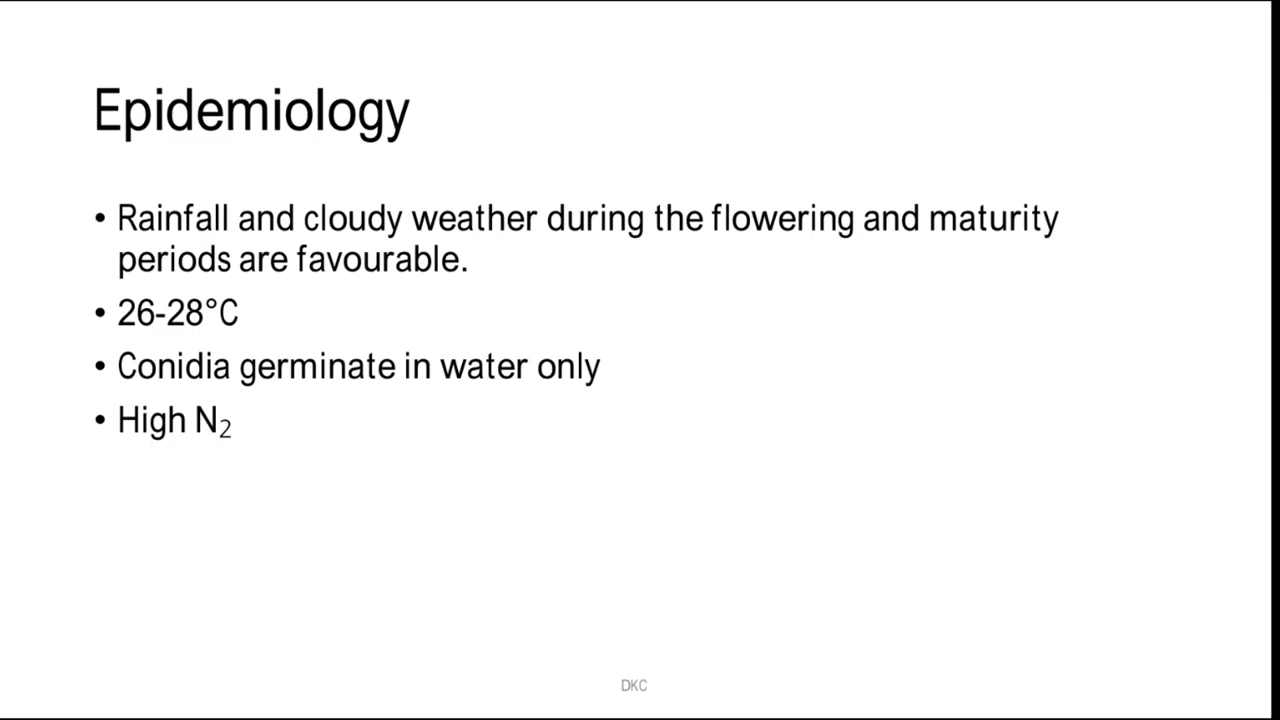 Epidemiology
• Rainfall and cloudy weather during the flowering and maturity
periods are favourable.
• 26-28°C
• Conidia germinate in water only
• High N₂
DKC